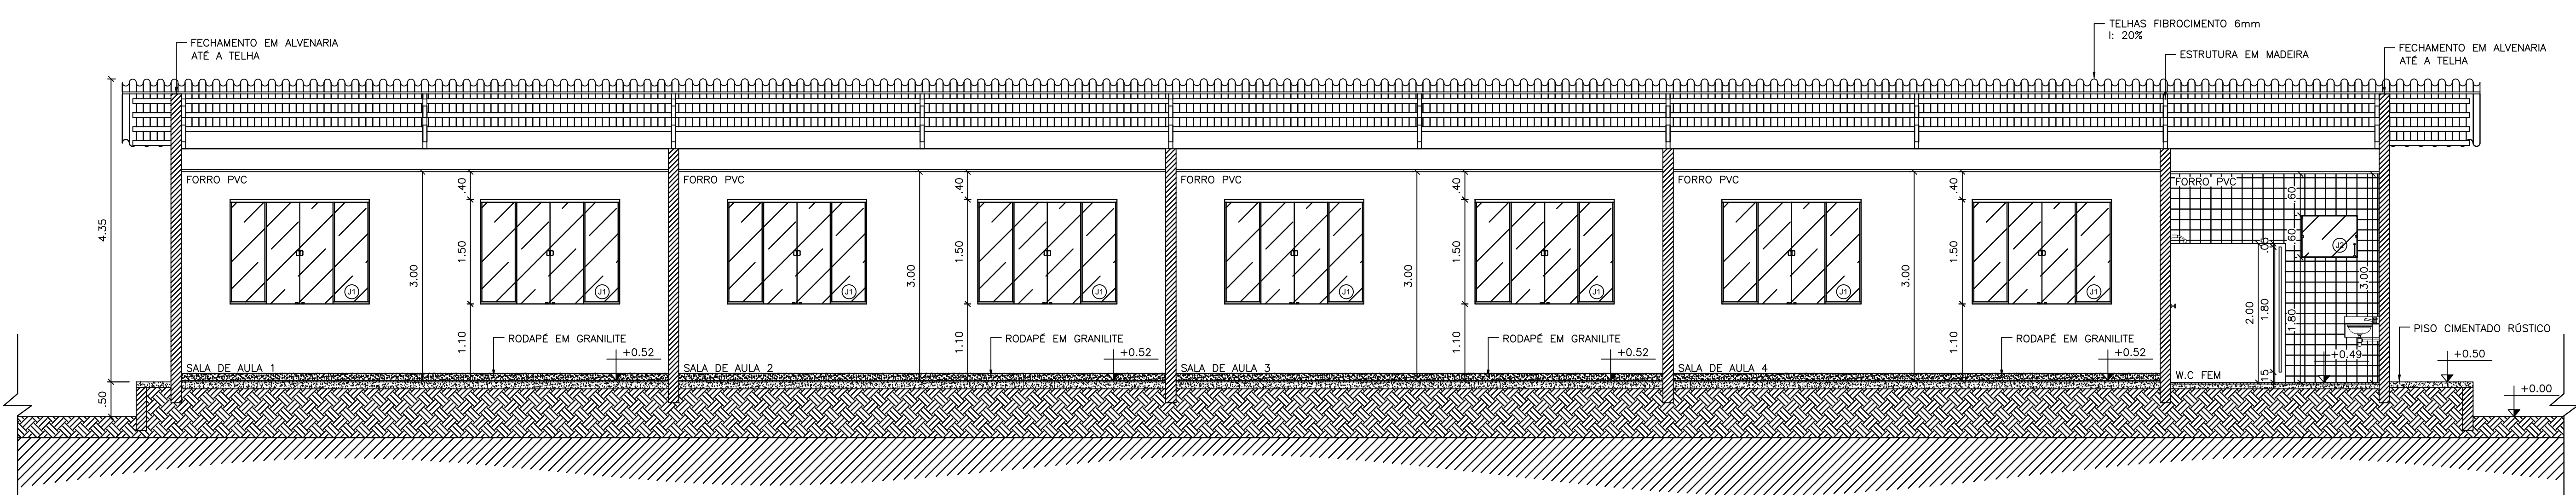 TELHAS FIBROCIMENTO 6mm
I: 20%
FECHAMENTO EM ALVENARIA
ATÉ A TELHA
ESTRUTURA EM MADEIRA
FECHAMENTO EM ALVENARIA
ATÉ A TELHA
4.35
.50
FORRO PVC
3.00
.40
1.50
1.10
J1
J1
RODAPÉ EM GRANILITE
+0.52
SALA DE AULA 1
FORRO PVC
3.00
.40
1.50
1.10
J1
J1
RODAPÉ EM GRANILITE
+0.52
SALA DE AULA 2
FORRO PVC
3.00
.40
1.50
1.10
J1
J1
RODAPÉ EM GRANILITE
+0.52
SALA DE AULA 3
FORRO PVC
3.00
.40
1.50
1.10
J1
J1
RODAPÉ EM GRANILITE
+0.52
SALA DE AULA 4
FORRO PVC
.60
.60
.05
J2
3.00
2.00
1.80
1.80
.15
+0.49
W.C FEM
PISO CIMENTADO RÚSTICO
+0.50
+0.00